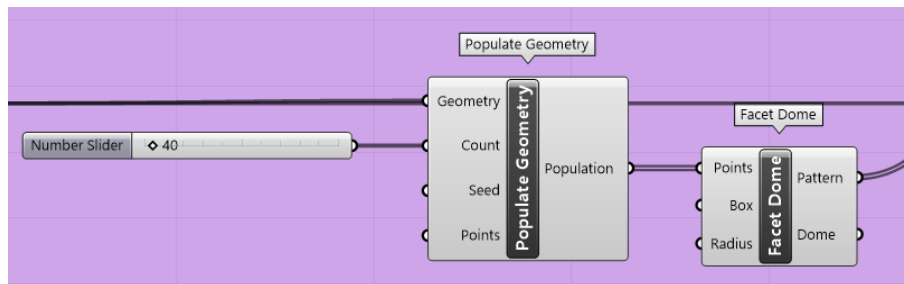 Populate Geometry
Geometry
Count
Seed
Points
Populate Geometry
Population
Number Slider
40
Facet Dome
Points
Box
Radius
Facet Dome
Pattern
Dome